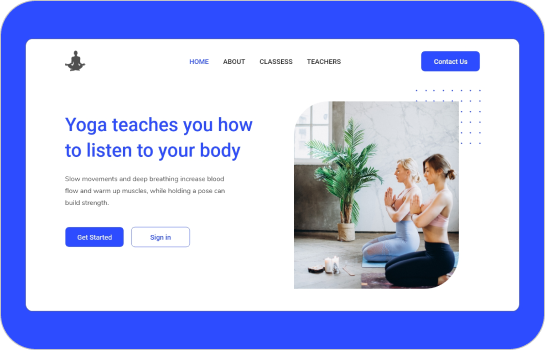 HOME ABOUT CLASSESS TEACHERS Contact Us
Yoga teaches you how
to listen to your body
Slow movements and deep breathing increase blood
flow and warm up muscles, while holding a pose can
build strength.
Get Started Sign in